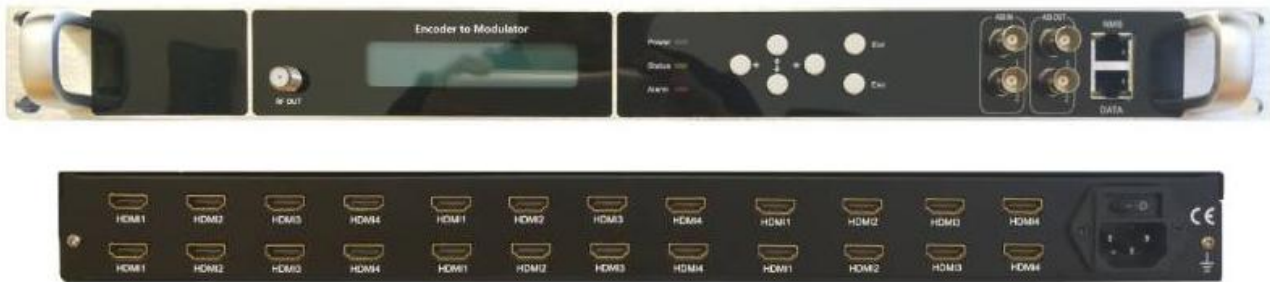 Encoder to Modulator
RF OUT
Power
Status
Alarm
ASI IN
ASI OUT
NMS
DATA
HDMI1 HDMI2 HDMI3 HDMI4 HDMI1 HDMI2 HDMI3 HDMI4 HDMI1 HDMI2 HDMI3 HDMI4
HDMI1 HDMI2 HDMI3 HDMI4 HDMI1 HDMI2 HDMI3 HDMI4 HDMI1 HDMI2 HDMI3 HDMI4
CE